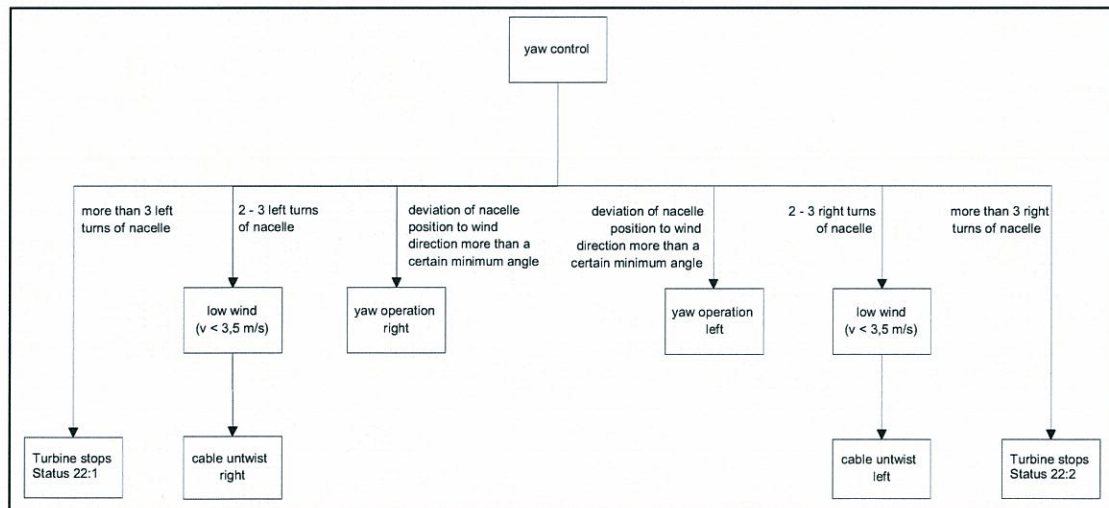 yaw control
more than 3 left
turns of nacelle
2 - 3 left turns
of nacelle
deviation of nacelle
position to wind
direction more than a
certain minimum angle
deviation of nacelle
position to wind
direction more than a
certain minimum angle
2 - 3 right turns
of nacelle
more than 3 right
turns of nacelle
low wind
(v < 3,5 m/s)
yaw operation
right
yaw operation
left
low wind
(v < 3,5 m/s)
Turbine stops
Status 22:1
cable untwist
right
cable untwist
left
Turbine stops
Status 22:2